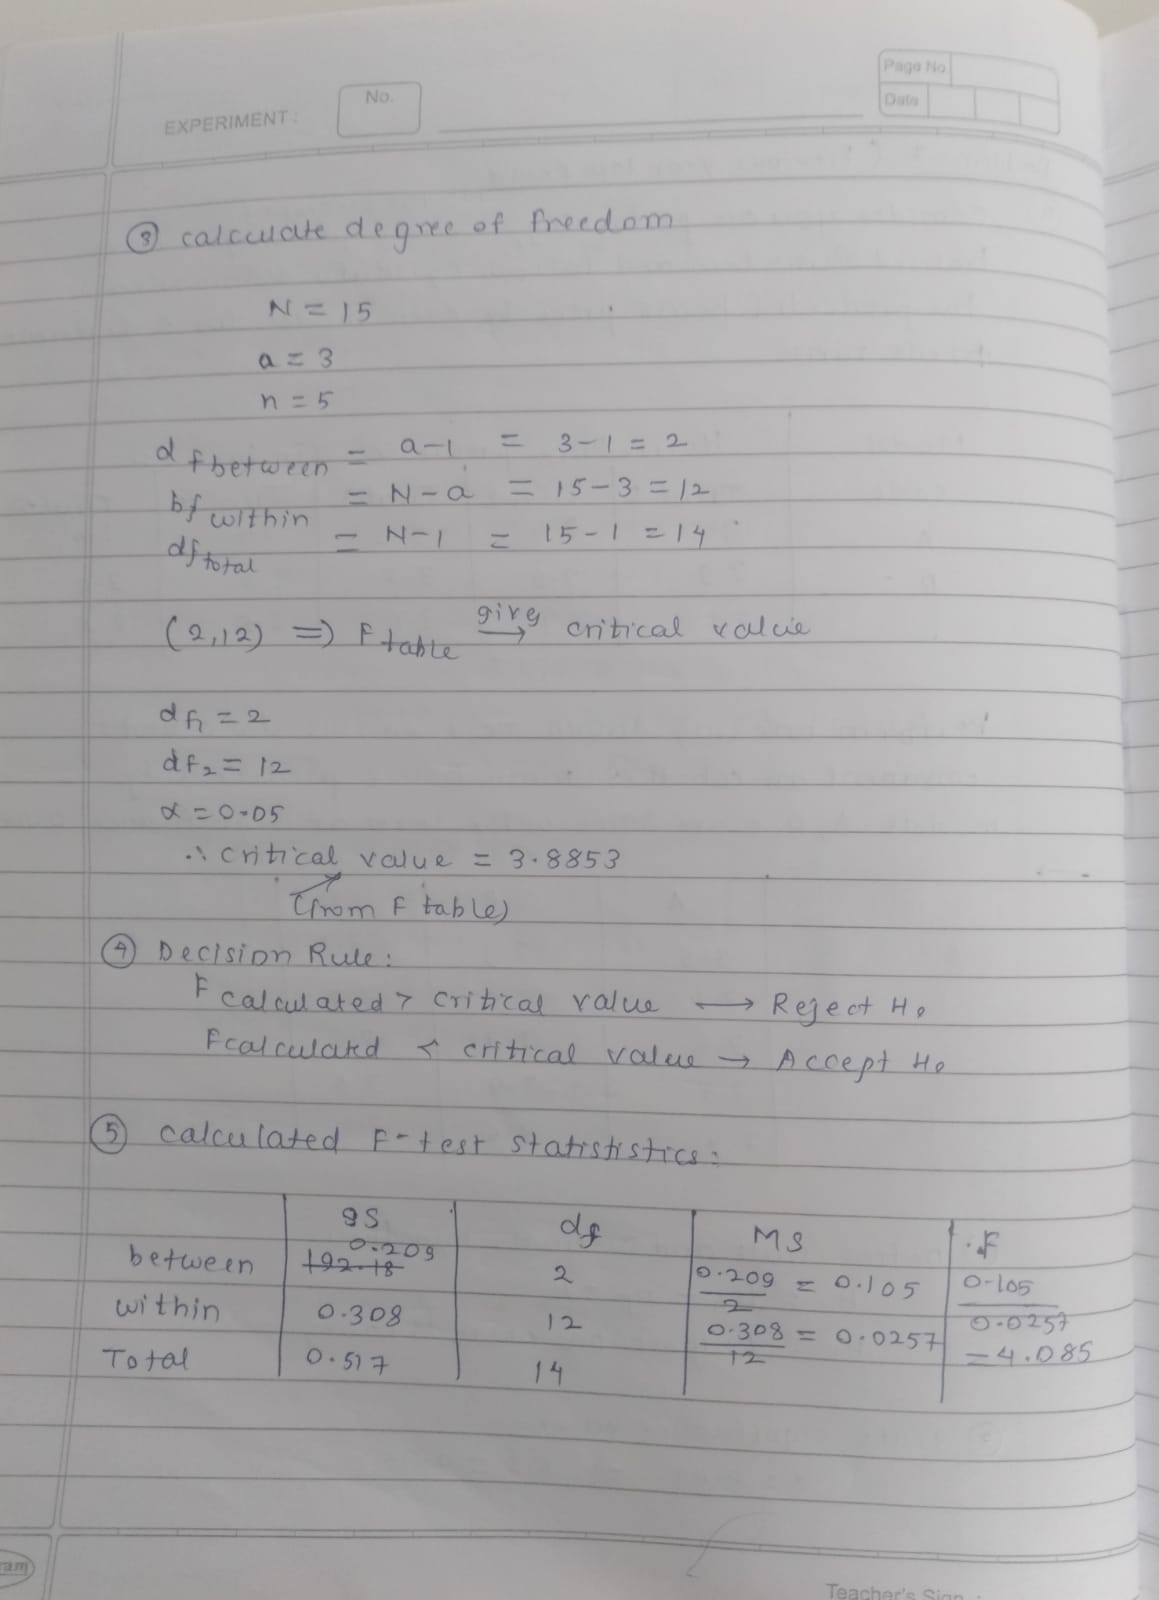 Page No
Date
EXPERIMENT: No.
③ calculate degree of freedom
N = 15
a = 3
n = 5
df between = a-1 = 3-1 = 2
bf within = N-a = 15-3 = 12
df total = N-1 = 15-1 = 14
(2,12) => F table give → critical value
df1 = 2
df2 = 12
α = 0.05
∴ critical value = 3.8853
(from F table)
④ Decision Rule:
F calculated > critical value → Reject H0
F calculated < critical value → Accept H0
⑤ calculated F-test statististics:
SS df MS F
between 192.18 0.209 2 0.209/2 = 0.105 0.105/0.0257 = 4.085
within 0.308 12 0.308/12 = 0.0257
Total 0.517 14
Teacher's Sign